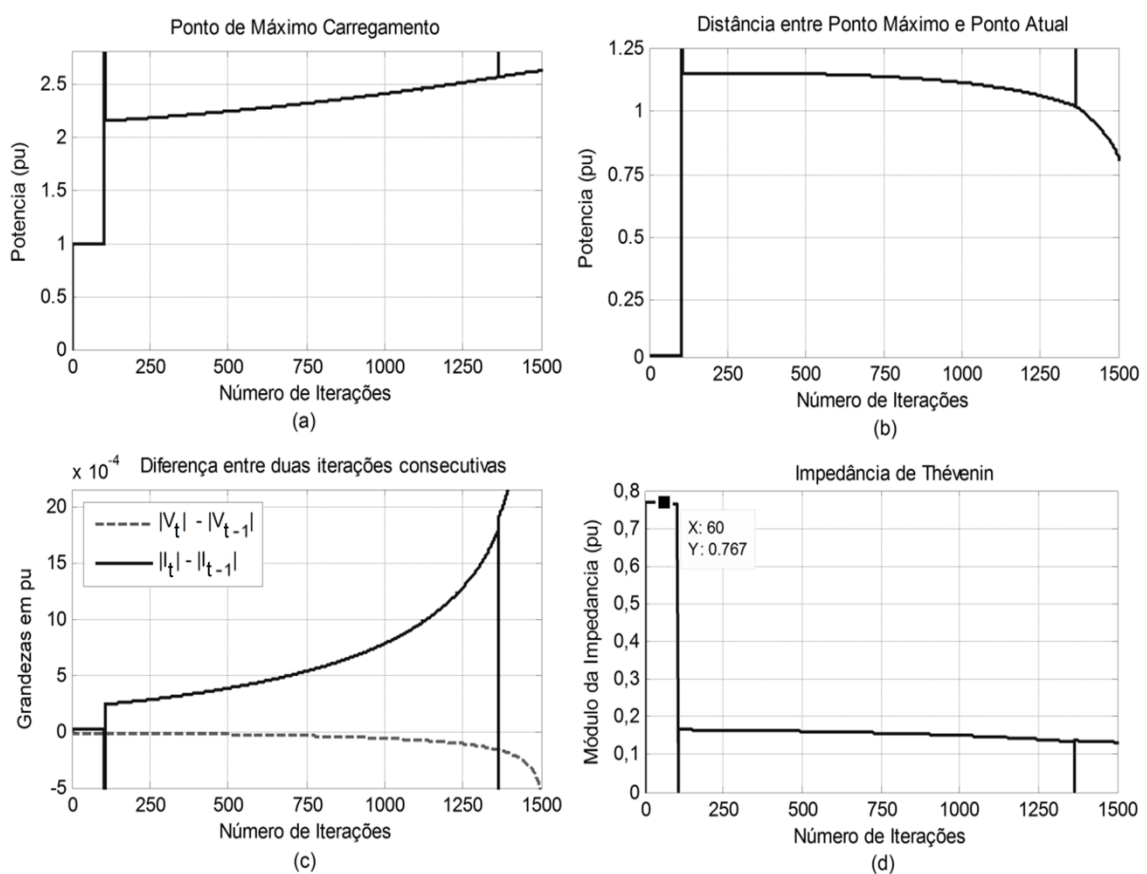 Ponto de Máximo Carregamento
2.5
2
1.5
1
0.5
0
Potencia (pu)
0 250 500 750 1000 1250 1500
Número de Iterações
(a)
Distância entre Ponto Máximo e Ponto Atual
1.25
1
0.75
0.5
0.25
0
Potencia (pu)
0 250 500 750 1000 1250 1500
Número de Iterações
(b)
x 10-4
Diferença entre duas iterações consecutivas
20
15
10
5
0
-5
Grandezas em pu
|Vt| - |Vt-1|
|It| - |It-1|
0 250 500 750 1000 1250 1500
Número de Iterações
(c)
Impedância de Thévenin
0,8
0,7
0,6
0,5
0,4
0,3
0,2
0,1
0
Módulo da Impedancia (pu)
X: 60
Y: 0.767
0 250 500 750 1000 1250 1500
Número de Iterações
(d)